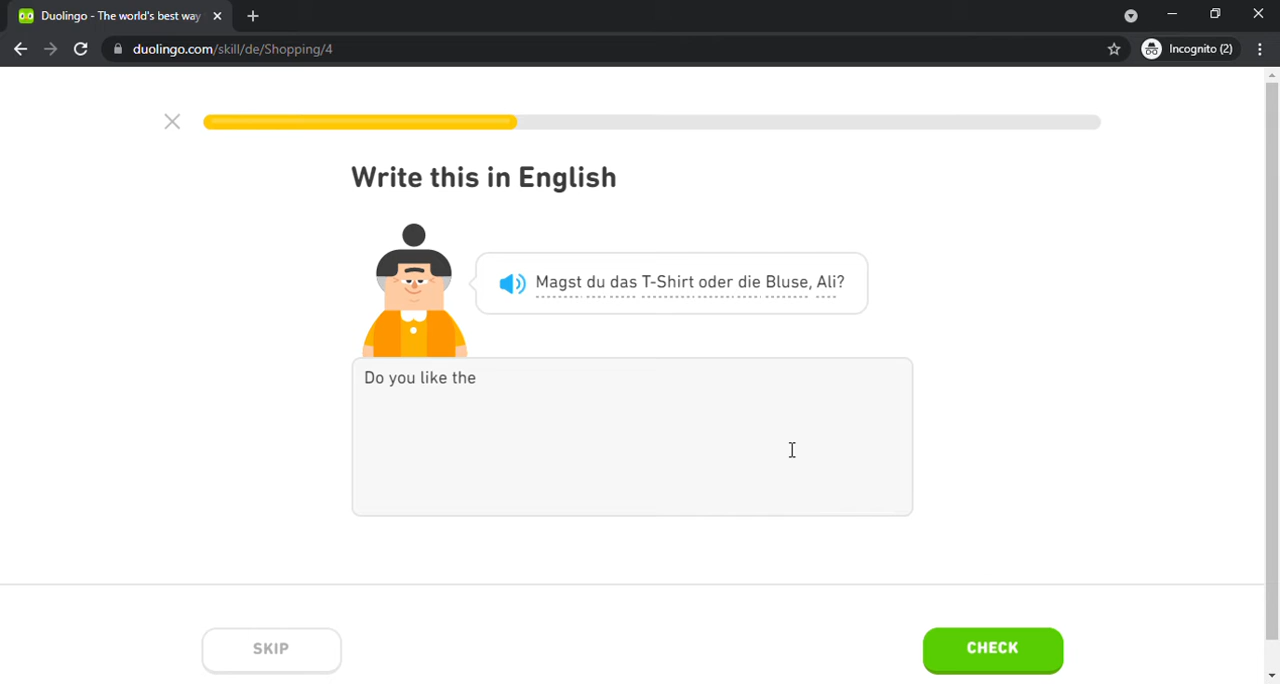 Duolingo - The world's best way
duolingo.com/skill/de/Shopping/4
Incognito (2)
Write this in English
Magst du das T-Shirt oder die Bluse, Ali?
Do you like the
SKIP
CHECK